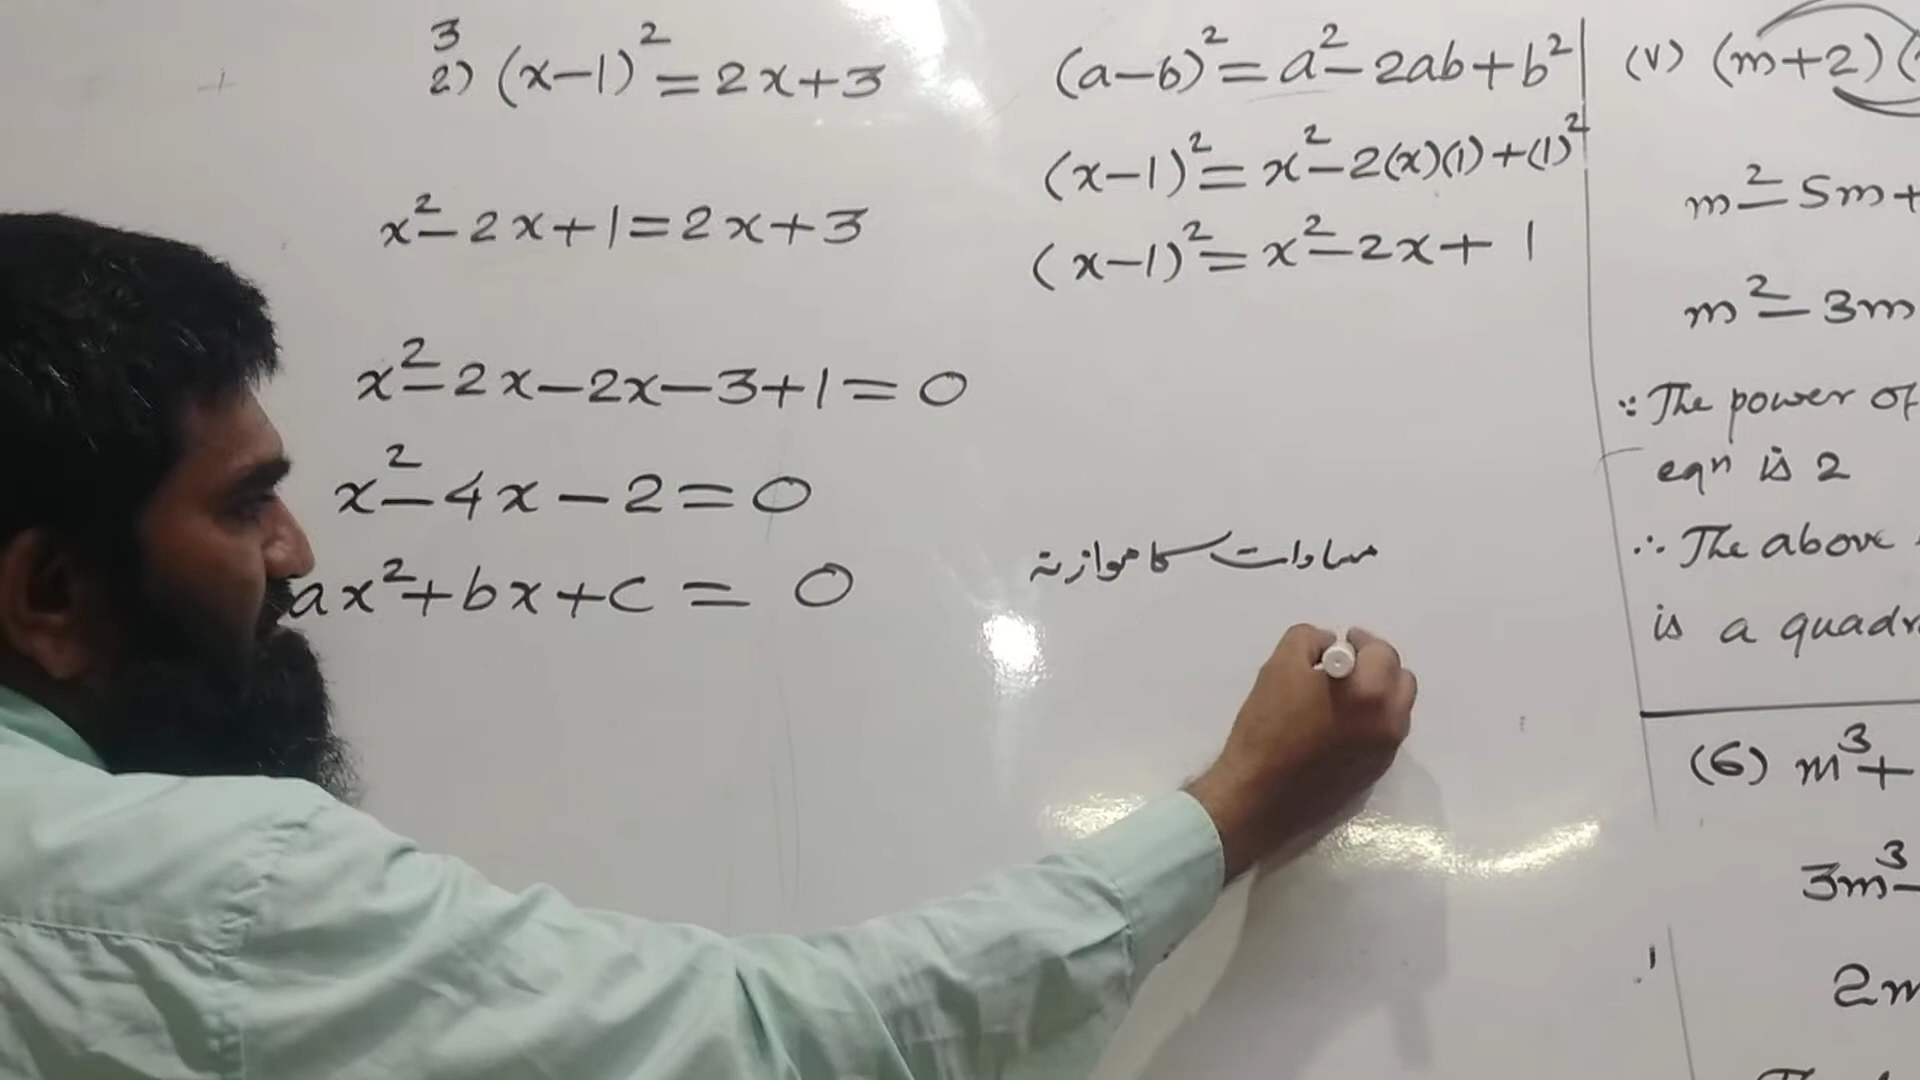 3
2) (x-1)² = 2x+3
x²-2x+1=2x+3
x²-2x-2x-3+1=0
x²-4x-2=0
ax²+bx+c = 0
(a-b)² = a²-2ab+b²
(x-1)² = x²-2(x)(1)+(1)²
(x-1)² = x²-2x+1
مساوات کا موازنہ
(V) (m+2)(
m²-5m+
m²-3m
∵ The power of
eqn is 2
∴ The above
is a quadr
(6) m³+
3m³-
2m